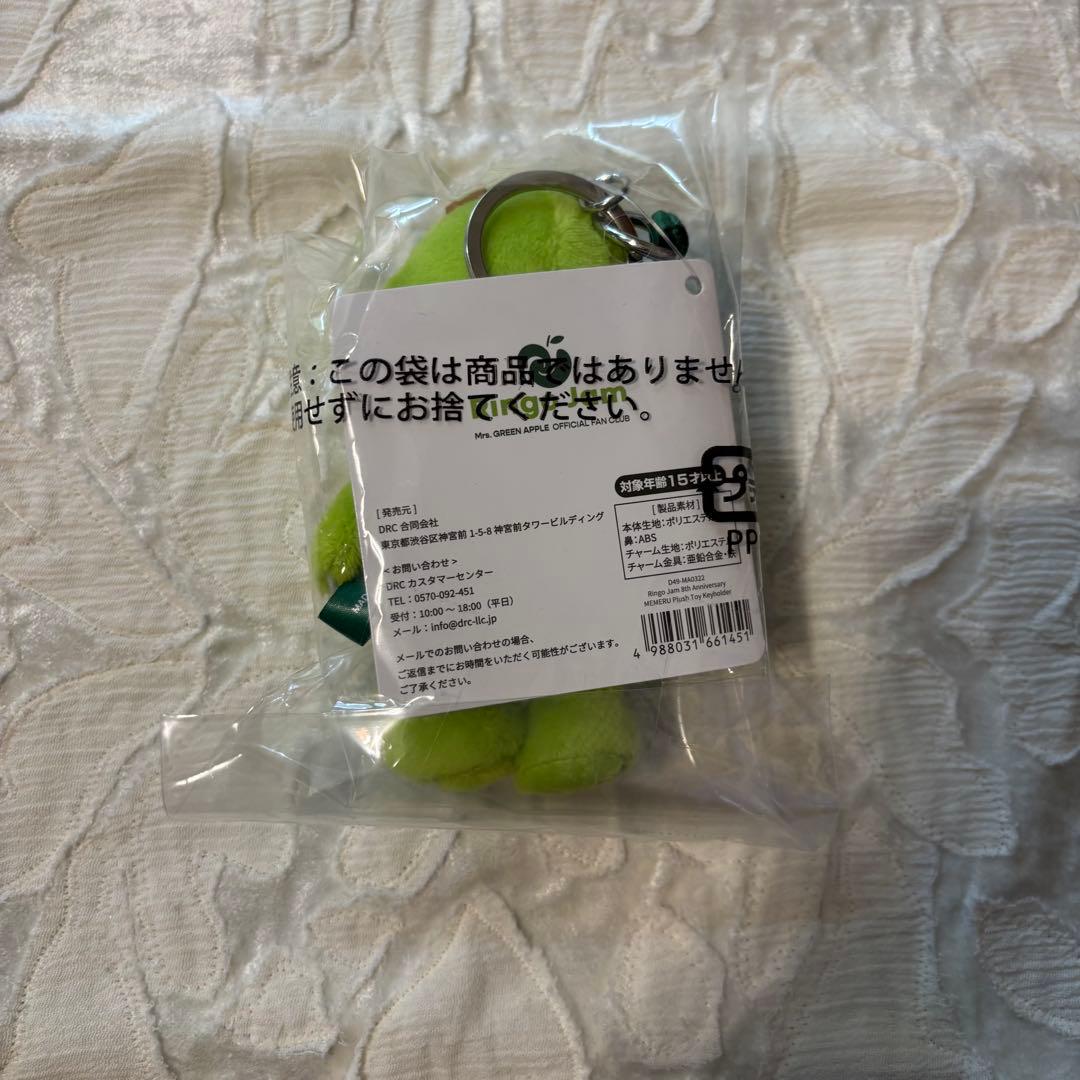 意：この袋は商品ではありません
用せずにお捨てください。
Ringo Jam
Mrs. GREEN APPLE OFFICIAL FAN CLUB
対象年齢15才以上
プ
PP
[ 発売元 ]
DRC 合同会社
東京都渋谷区神宮前 1-5-8 神宮前タワービルディング
< お問い合わせ >
DRC カスタマーセンター
TEL：0570-092-451
受付：10:00 〜 18:00（平日）
メール：info@drc-llc.jp
メールでのお問い合わせの場合、
ご返信までにお時間をいただく可能性がございます。
ご了承ください。
[ 製品素材 ]
本体生地：ポリエステル
鼻：ABS
チャーム生地：ポリエステル
チャーム金具：亜鉛合金・鉄
D49-MA0322
Ringo Jam 8th Anniversary
MEMERU Plush Toy Keyholder
4 988031 661451